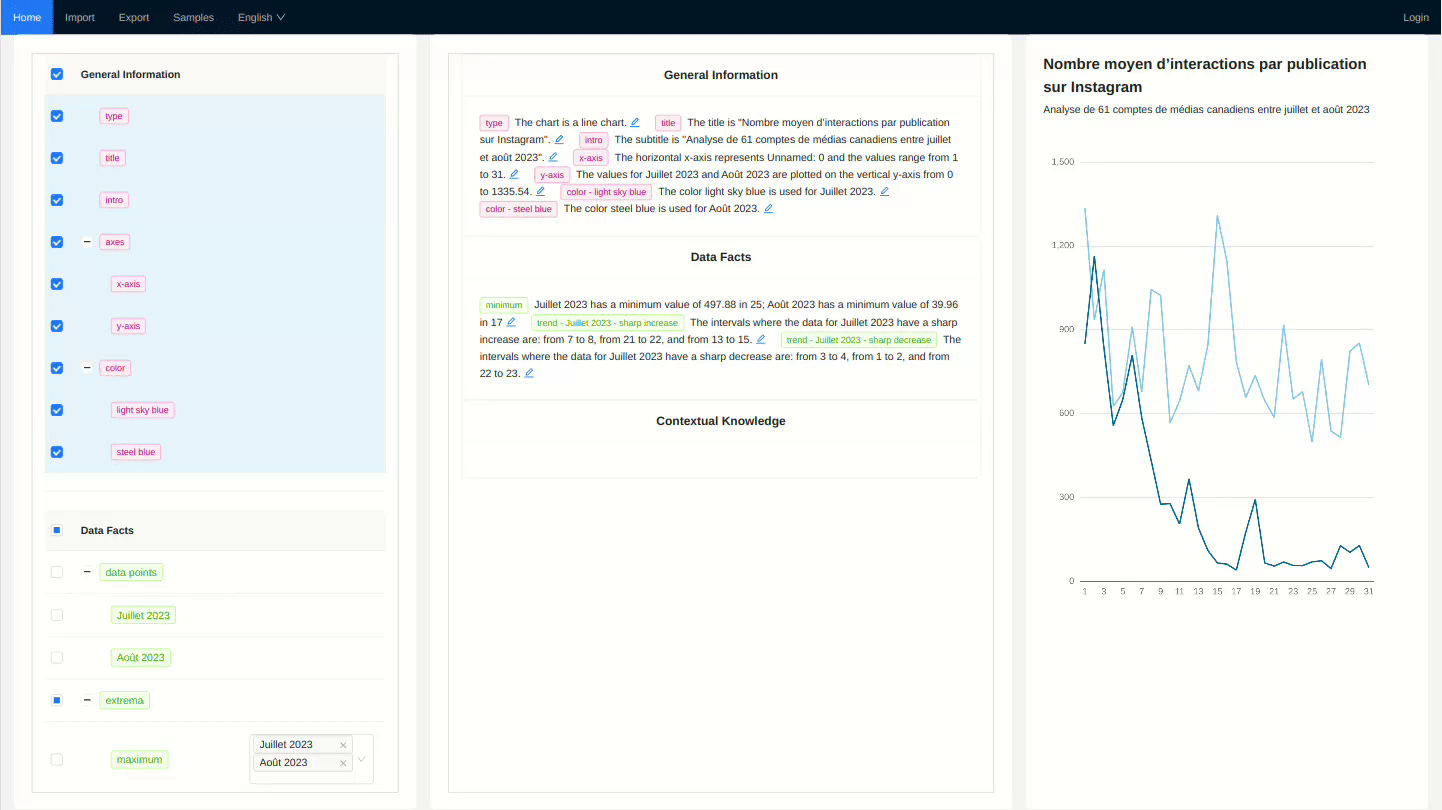 Home Import Export Samples English Login
General Information
type
title
intro
axes
x-axis
y-axis
color
light sky blue
steel blue
Data Facts
data points
Juillet 2023
Août 2023
extrema
maximum
Juillet 2023
Août 2023
General Information
type The chart is a line chart. title The title is "Nombre moyen d’interactions par publication
sur Instagram". intro The subtitle is "Analyse de 61 comptes de médias canadiens entre juillet
et août 2023". x-axis The horizontal x-axis represents Unnamed: 0 and the values range from 1
to 31. y-axis The values for Juillet 2023 and Août 2023 are plotted on the vertical y-axis from 0
to 1335.54. color - light sky blue The color light sky blue is used for Juillet 2023.
color - steel blue The color steel blue is used for Août 2023.
Data Facts
minimum Juillet 2023 has a minimum value of 497.88 in 25; Août 2023 has a minimum value of 39.96
in 17 trend - Juillet 2023 - sharp increase The intervals where the data for Juillet 2023 have a sharp
increase are: from 7 to 8, from 21 to 22, and from 13 to 15. trend - Juillet 2023 - sharp decrease The
intervals where the data for Juillet 2023 have a sharp decrease are: from 3 to 4, from 1 to 2, and from
22 to 23.
Contextual Knowledge
Nombre moyen d’interactions par publication
sur Instagram
Analyse de 61 comptes de médias canadiens entre juillet et août 2023
1,500
1,200
900
600
300
0
1 3 5 7 9 11 13 15 17 19 21 23 25 27 29 31